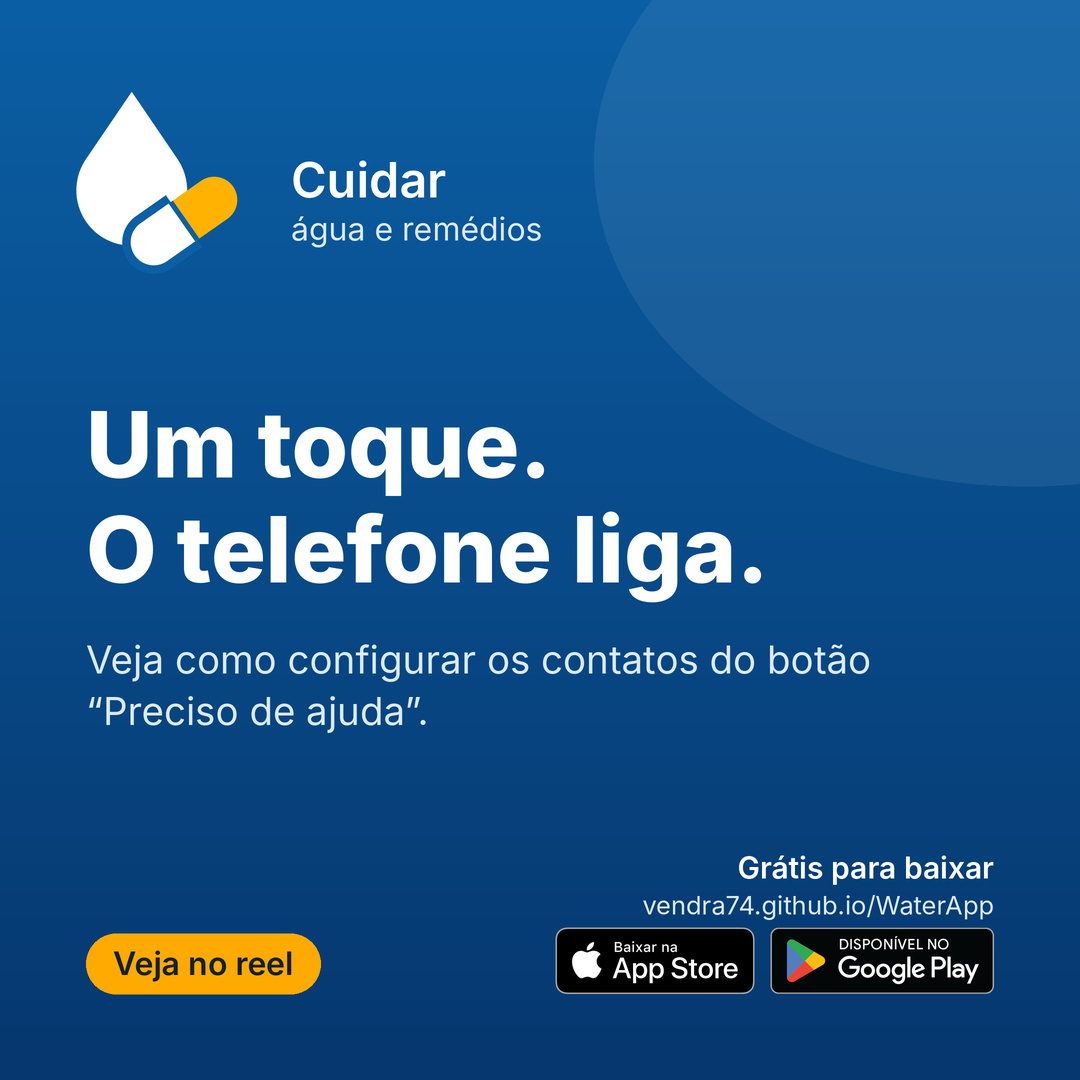 Cuidar
água e remédios
Um toque.
O telefone liga.
Veja como configurar os contatos do botão
“Preciso de ajuda”.
Grátis para baixar
vendra74.github.io/WaterApp
Veja no reel
Baixar na
App Store
DISPONÍVEL NO
Google Play